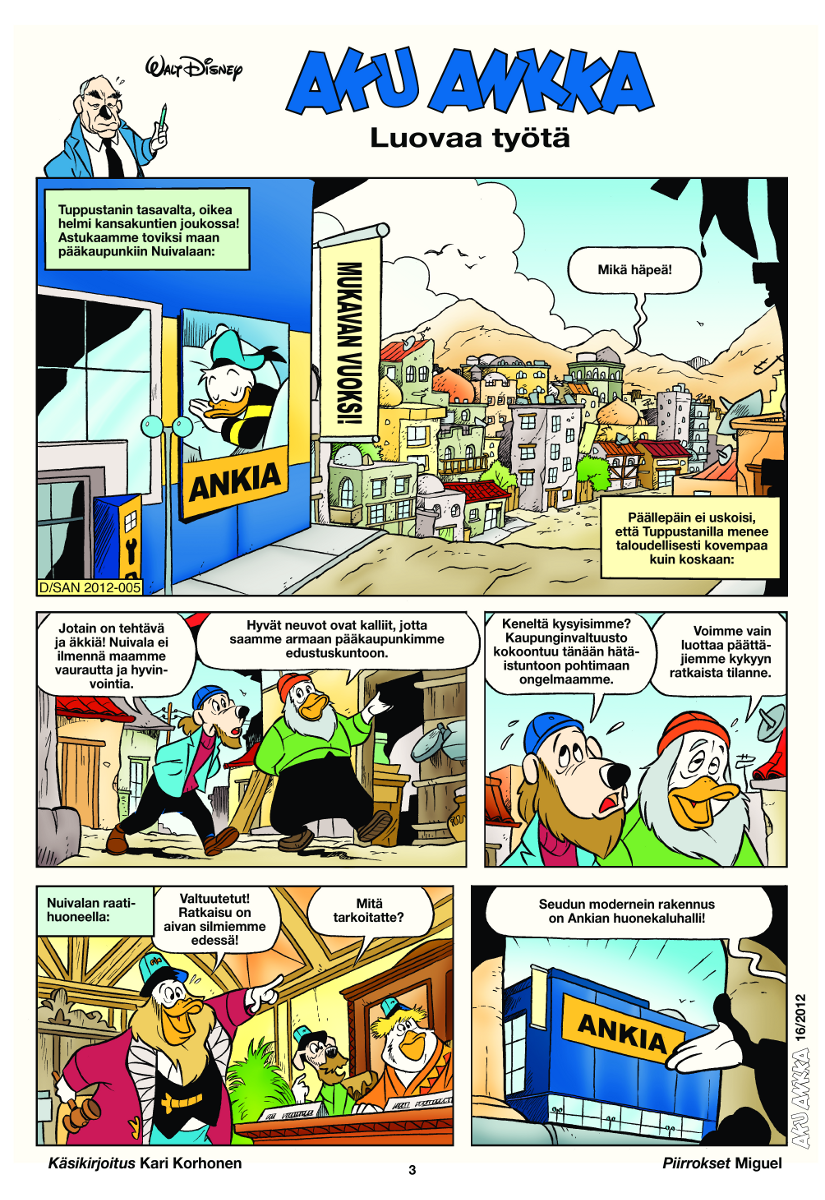 WALT DISNEY
AKU ANKKA
Luovaa työtä
Tuppustanin tasavalta, oikea
helmi kansakuntien joukossa!
Astukaamme toviksi maan
pääkaupunkiin Nuivalaan:
MUKAVAN VUOKSI!
Mikä häpeä!
ANKIA
Päällepäin ei uskoisi,
että Tuppustanilla menee
taloudellisesti kovempaa
kuin koskaan:
D/SAN 2012-005
Jotain on tehtävä
ja äkkiä! Nuivala ei
ilmennä maamme
vaurautta ja hyvin-
vointia.
Hyvät neuvot ovat kalliit, jotta
saamme armaan pääkaupunkimme
edustuskuntoon.
Keneltä kysyisimme?
Kaupunginvaltuusto
kokoontuu tänään hätä-
istuntoon pohtimaan
ongelmaamme.
Voimme vain
luottaa päättä-
jiemme kykyyn
ratkaista tilanne.
Nuivalan raati-
huoneella:
Valtuutetut!
Ratkaisu on
aivan silmiemme
edessä!
Mitä
tarkoitatte?
Seudun modernein rakennus
on Ankian huonekaluhalli!
ANKIA
AKU ANKKA 16/2012
Käsikirjoitus Kari Korhonen
3
Piirrokset Miguel